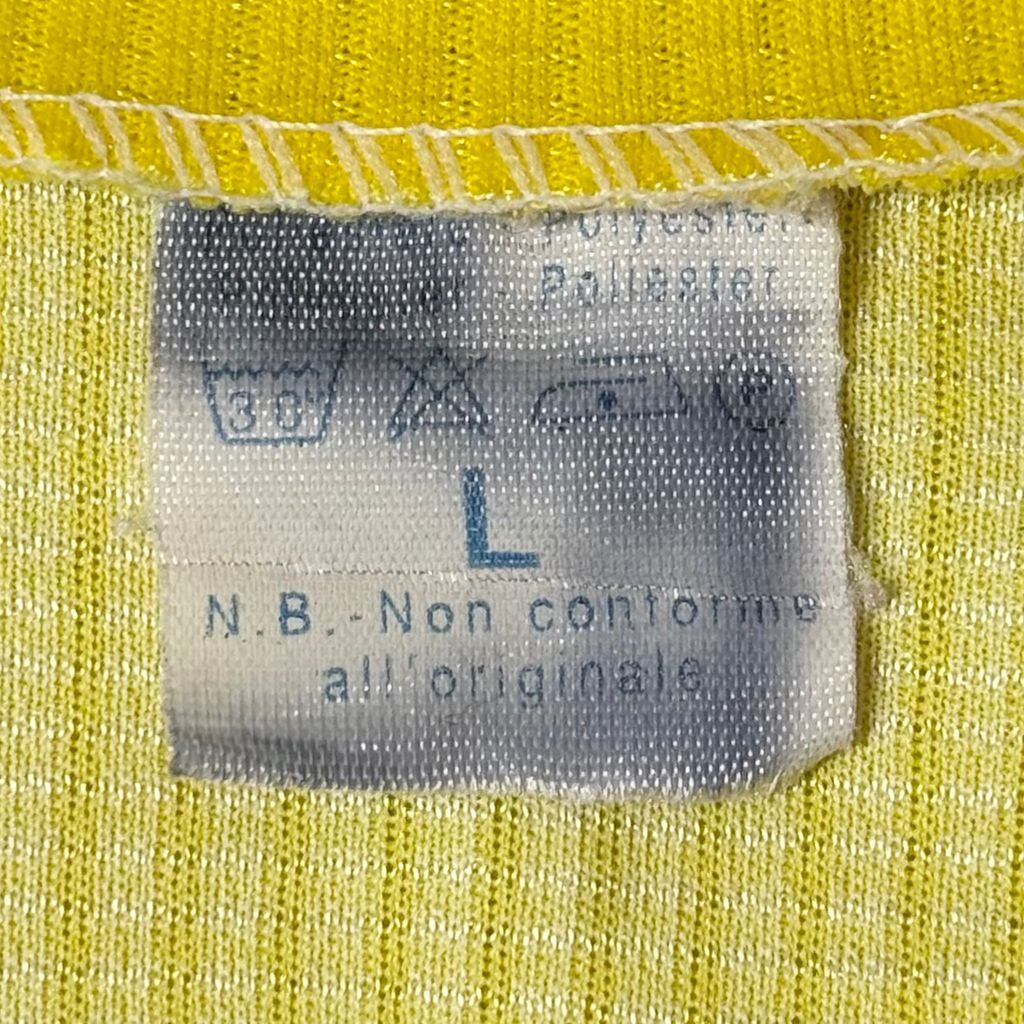 Polyester
- Poliester
30°
P
L
N.B.-Non conforme
all'originale